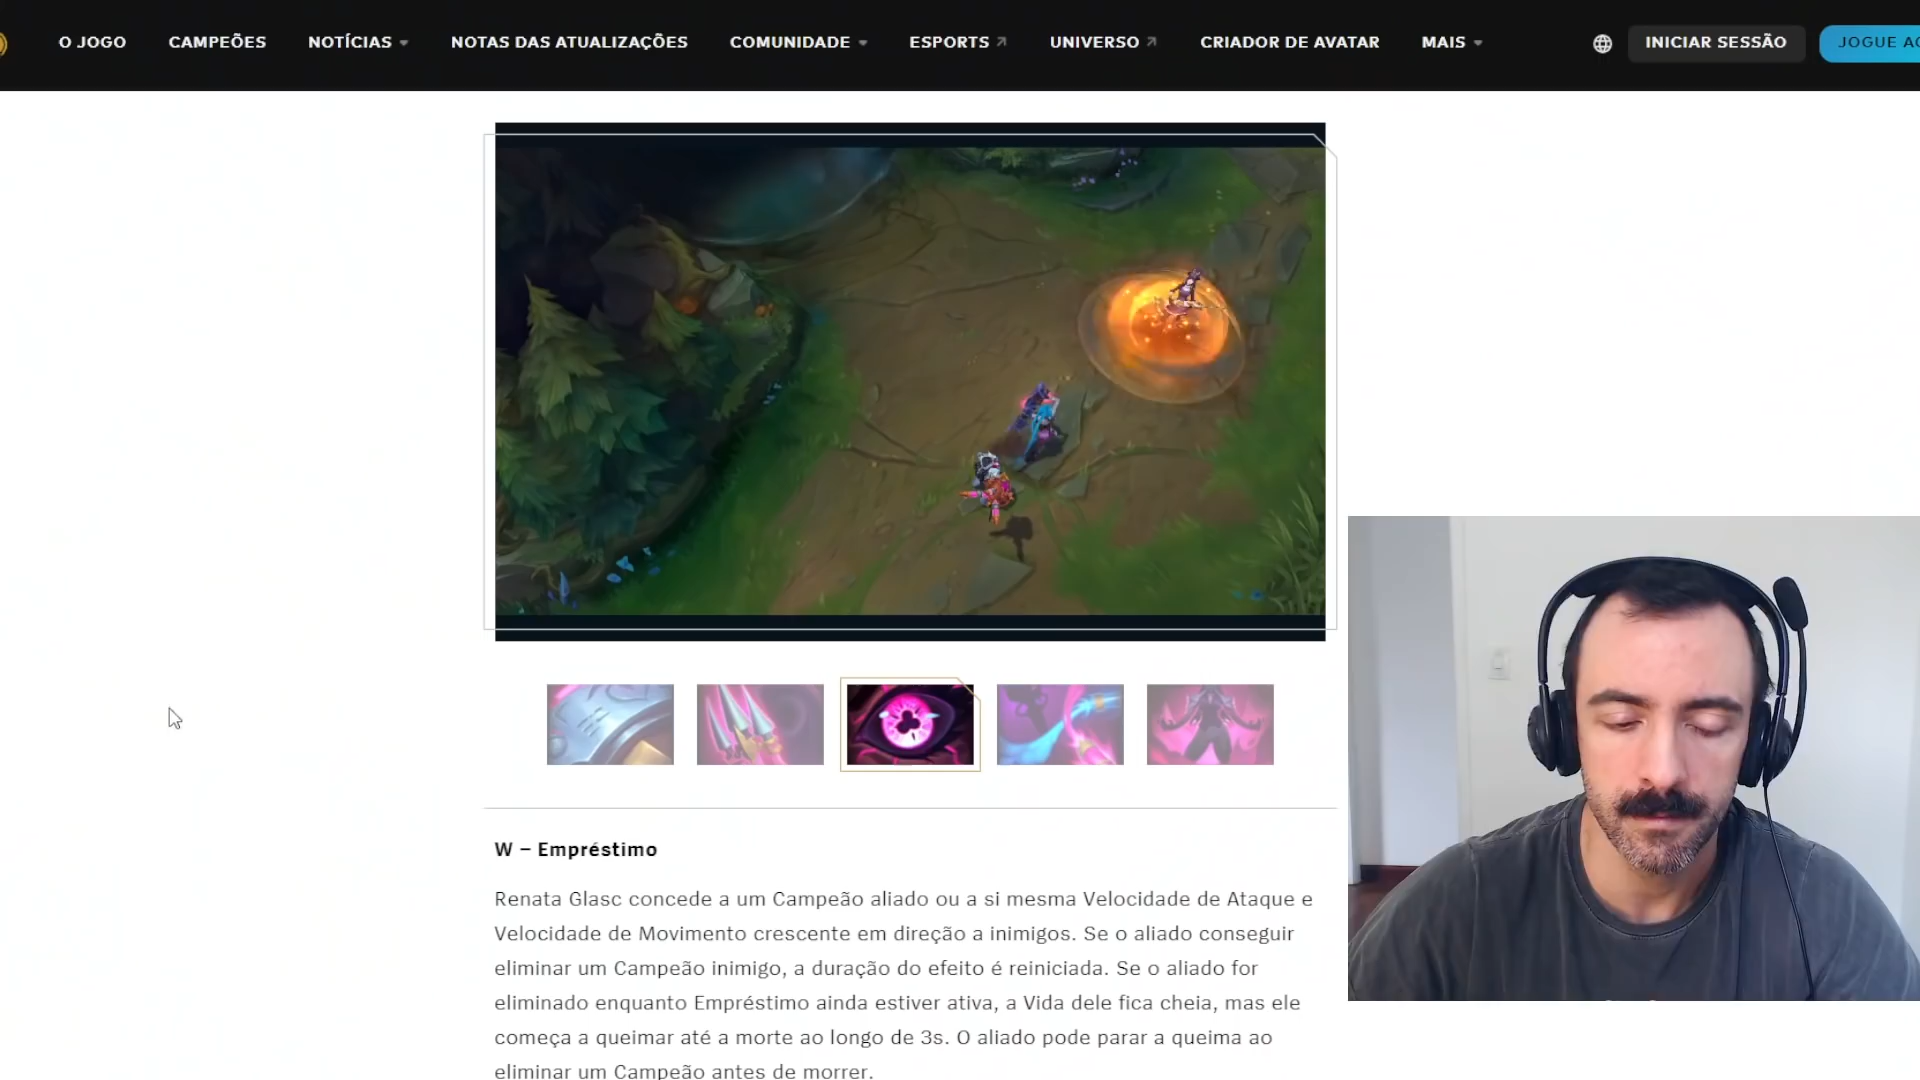 O JOGO CAMPEÕES NOTÍCIAS NOTAS DAS ATUALIZAÇÕES COMUNIDADE ESPORTS UNIVERSO CRIADOR DE AVATAR MAIS INICIAR SESSÃO JOGUE
W – Empréstimo
Renata Glasc concede a um Campeão aliado ou a si mesma Velocidade de Ataque e
Velocidade de Movimento crescente em direção a inimigos. Se o aliado conseguir
eliminar um Campeão inimigo, a duração do efeito é reiniciada. Se o aliado for
eliminado enquanto Empréstimo ainda estiver ativa, a Vida dele fica cheia, mas ele
começa a queimar até a morte ao longo de 3s. O aliado pode parar a queima ao
eliminar um Campeão antes de morrer.